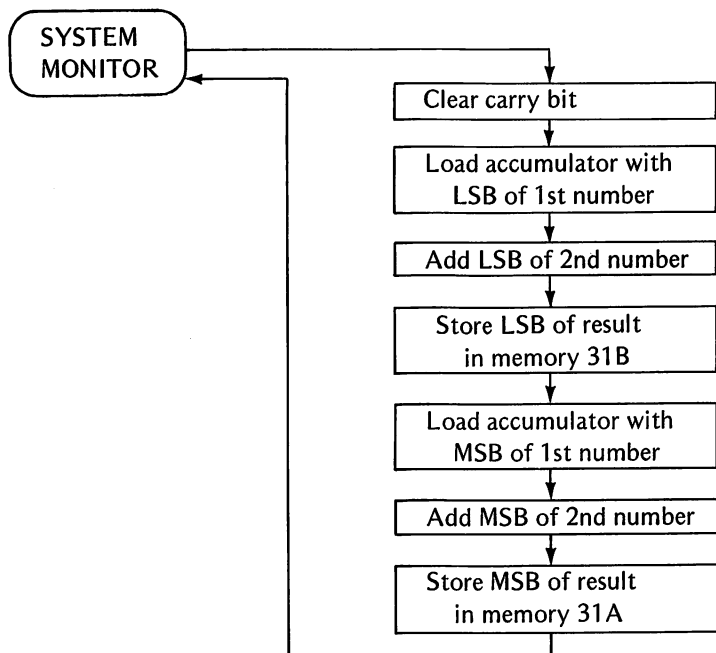 SYSTEM
MONITOR
Clear carry bit
Load accumulator with
LSB of 1st number
Add LSB of 2nd number
Store LSB of result
in memory 31B
Load accumulator with
MSB of 1st number
Add MSB of 2nd number
Store MSB of result
in memory 31A